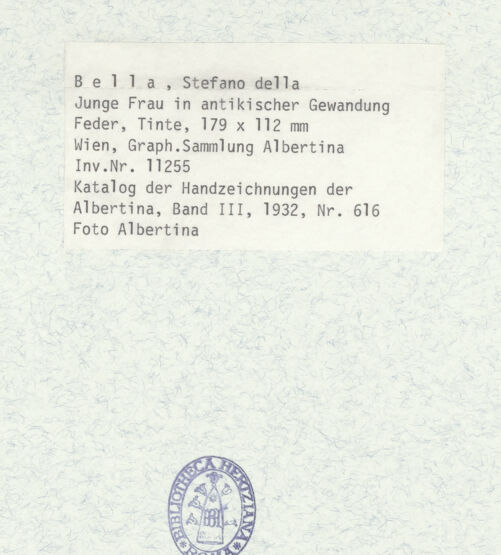 B e l l a , Stefano della
Junge Frau in antikischer Gewandung
Feder, Tinte, 179 x 112 mm
Wien, Graph.Sammlung Albertina
Inv.Nr. 11255
Katalog der Handzeichnungen der
Albertina, Band III, 1932, Nr. 616
Foto Albertina
BIBLIOTHECA HERTZIANA